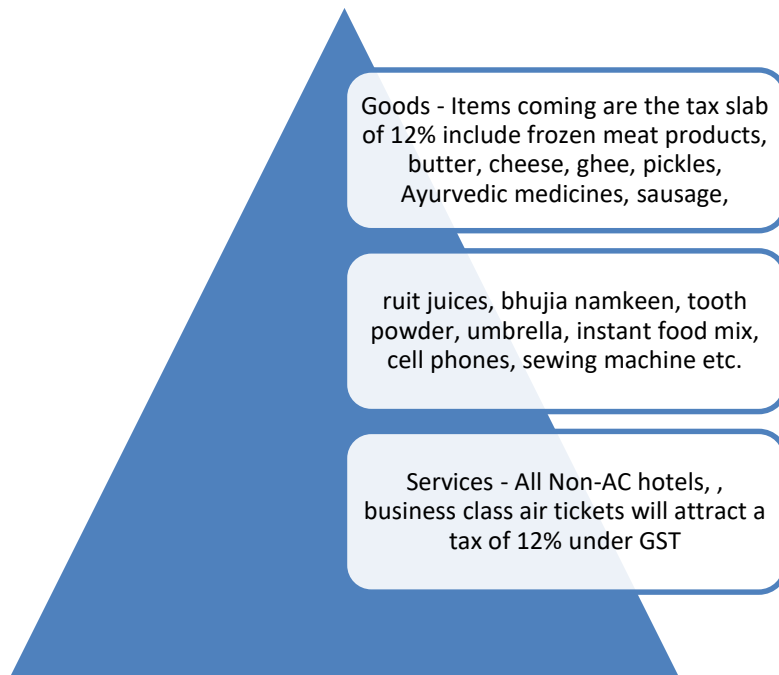 Goods - Items coming are the tax slab
of 12% include frozen meat products,
butter, cheese, ghee, pickles,
Ayurvedic medicines, sausage,
ruit juices, bhujia namkeen, tooth
powder, umbrella, instant food mix,
cell phones, sewing machine etc.
Services - All Non-AC hotels, ,
business class air tickets will attract a
tax of 12% under GST